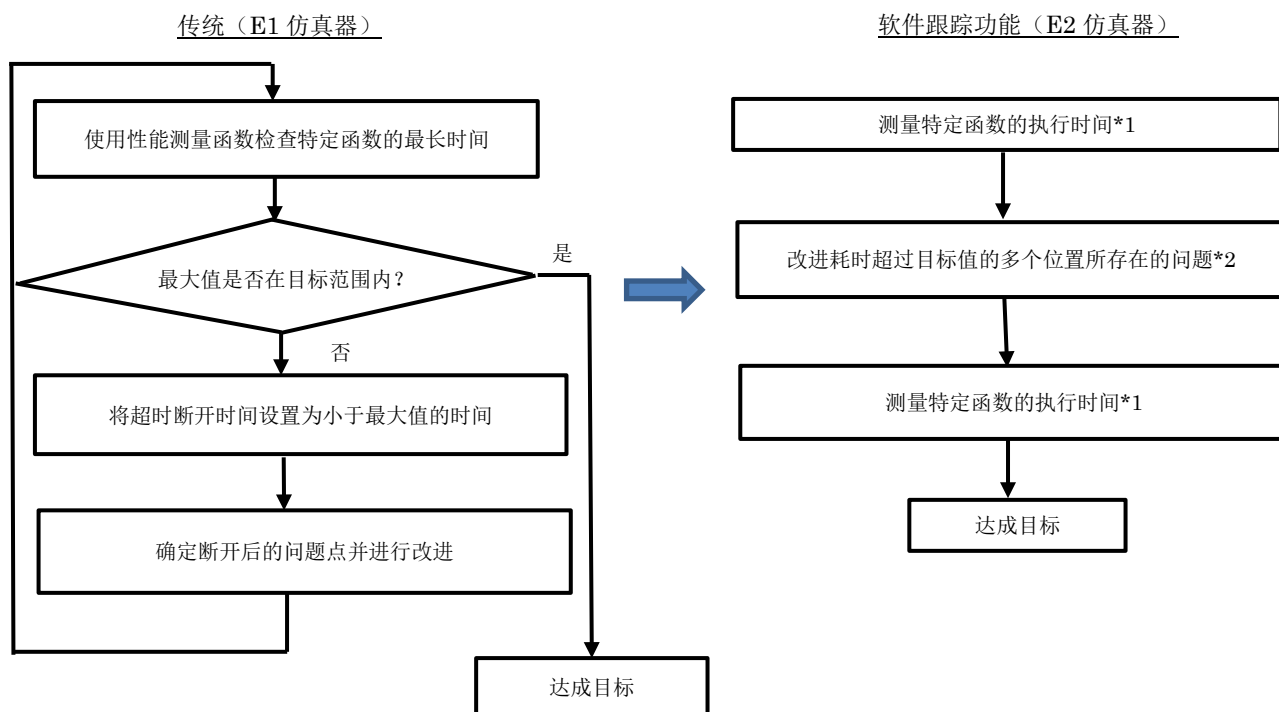 传统（E1 仿真器）
使用性能测量函数检查特定函数的最长时间
最大值是否在目标范围内？
是
否
将超时断开时间设置为小于最大值的时间
确定断开后的问题点并进行改进
达成目标
软件跟踪功能（E2 仿真器）
测量特定函数的执行时间*1
改进耗时超过目标值的多个位置所存在的问题*2
测量特定函数的执行时间*1
达成目标